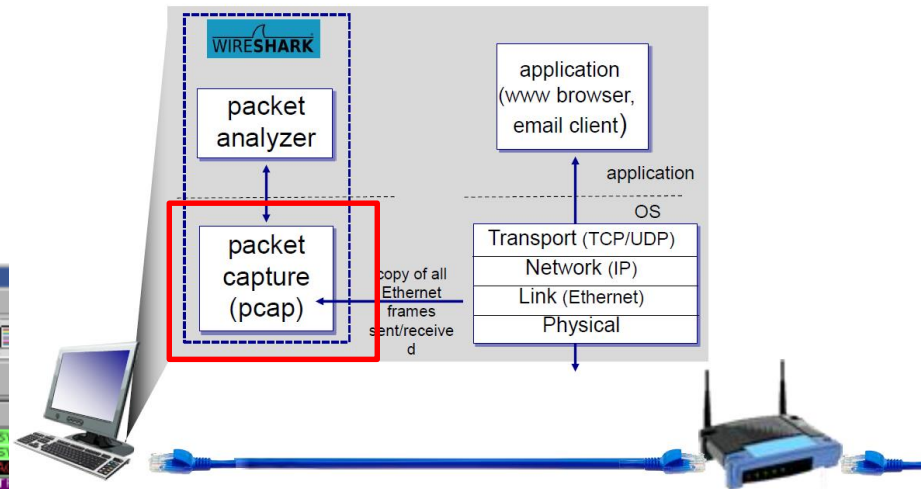 WIRESHARK
packet
analyzer
packet
capture
(pcap)
copy of all
Ethernet
frames
sent/receive
d
application
(www browser,
email client)
application
OS
Transport (TCP/UDP)
Network (IP)
Link (Ethernet)
Physical